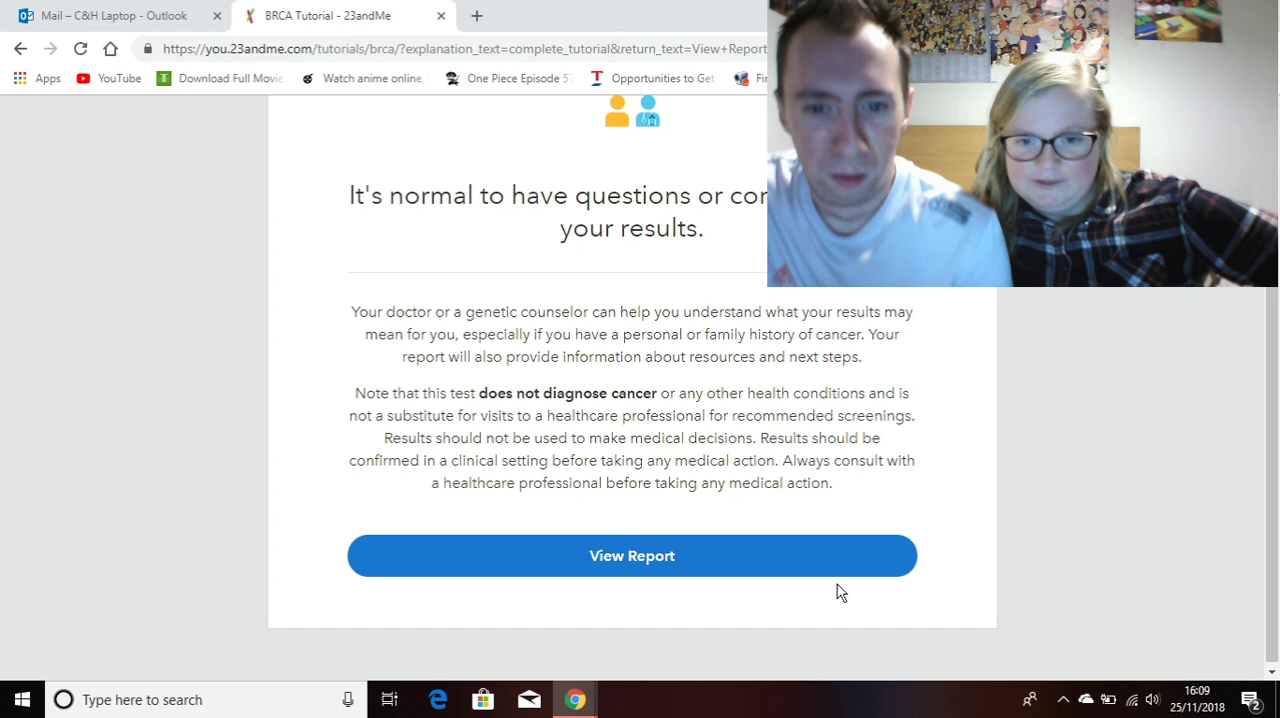 Mail – C&H Laptop - Outlook
BRCA Tutorial - 23andMe
https://you.23andme.com/tutorials/brca/?explanation_text=complete_tutorial&return_text=View+Report
Apps
YouTube
Download Full Movie
Watch anime online,
One Piece Episode 57
Opportunities to Get
Fin
It's normal to have questions or con
your results.
Your doctor or a genetic counselor can help you understand what your results may
mean for you, especially if you have a personal or family history of cancer. Your
report will also provide information about resources and next steps.
Note that this test does not diagnose cancer or any other health conditions and is
not a substitute for visits to a healthcare professional for recommended screenings.
Results should not be used to make medical decisions. Results should be
confirmed in a clinical setting before taking any medical action. Always consult with
a healthcare professional before taking any medical action.
View Report
Type here to search
16:09
25/11/2018
2